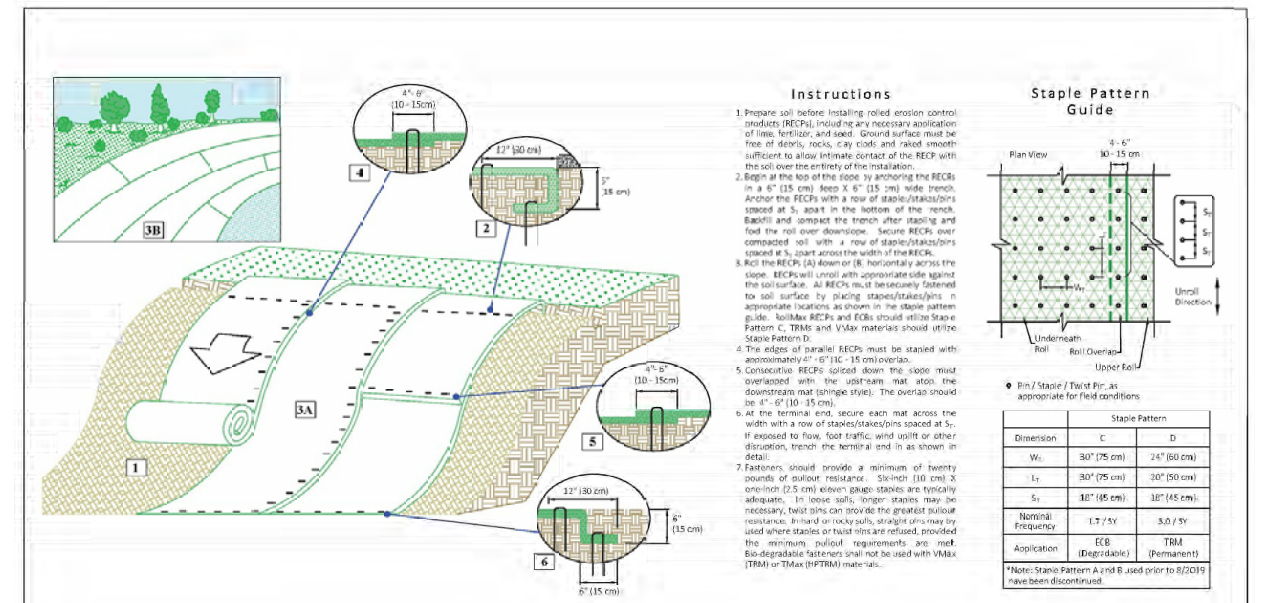 4"- 6"
(10 - 15cm)
4
12" (30 cm)
6"
(15 cm)
2
3B
3A
1
4"- 6"
(10 - 15cm)
5
12" (30 cm)
6"
(15 cm)
6
6" (15 cm)
Instructions
1. Prepare soil before installing rolled erosion control
products (RECPs), including any necessary application
of lime, fertilizer, and seed. Ground surface must be
free of debris, rocks, clay clods and raked smooth
sufficient to allow intimate contact of the RECP with
the soil over the entirety of the installation.
2. Begin at the top of the slope by anchoring the RECPs
in a 6" (15 cm) deep X 6" (15 cm) wide trench.
Anchor the RECPs with a row of staples/stakes/pins
spaced at ST apart in the bottom of the trench.
Backfill and compact the trench after stapling and
fod the roll over downslope. Secure RECPs over
compacted soil with a row of staples/stakes/pins
spaced at ST apart across the width of the RECPs.
3. Roll the RECPs (A) down or (B) horizontally across the
slope. RECPs will unroll with appropriate side against
the soil surface. All RECPs must be securely fastened
to soil surface by placing stapes/stakes/pins in
appropriate locations as shown in the staple pattern
guide. RollMax RECPs and ECBs should utilize Staple
Pattern C, TRMs and VMax materials should utilize
Staple Pattern D.
4. The edges of parallel RECPs must be stapled with
approximately 4" - 6" (10 - 15 cm) overlap.
5. Consecutive RECPs spliced down the slope must
overlapped with the upstream mat atop the
downstream mat (shingle style). The overlap should
be 4" - 6" (10 - 15 cm).
6. At the terminal end, secure each mat across the
width with a row of staples/stakes/pins spaced at ST.
If exposed to flow, foot traffic, wind uplift or other
disruption, trench the terminal end in as shown in
detail.
7. Fasteners should provide a minimum of twenty
pounds of pullout resistance. Six-inch (10 cm) X
one-inch (2.5 cm) eleven gauge staples are typically
adequate. In loose soils, longer staples may be
necessary, twist pins can provide the greatest pullout
resistance. In hard or rocky soils, straight pins may by
used where staples or twist pins are refused, provided
the minimum pullout requirements are met.
Bio-degradable fasteners shall not be used with VMax
(TRM) or TMax (HPTRM) materials.
Staple Pattern
Guide
Plan View
4 - 6"
10 - 15 cm
ST
ST
ST
WT
Unroll
Direction
Underneath
Roll
Roll Overlap
Upper Roll
Pin / Staple / Twist Pin, as
appropriate for field conditions
Staple Pattern
Dimension C D
WT 30" (75 cm) 24" (60 cm)
LT 30" (75 cm) 20" (50 cm)
ST 18" (45 cm) 18" (45 cm)
Nominal
Frequency 1.7 / SY 3.0 / SY
Application ECB
(Degradable) TRM
(Permanent)
*Note: Staple Pattern A and B used prior to 8/2019
have been discontinued.